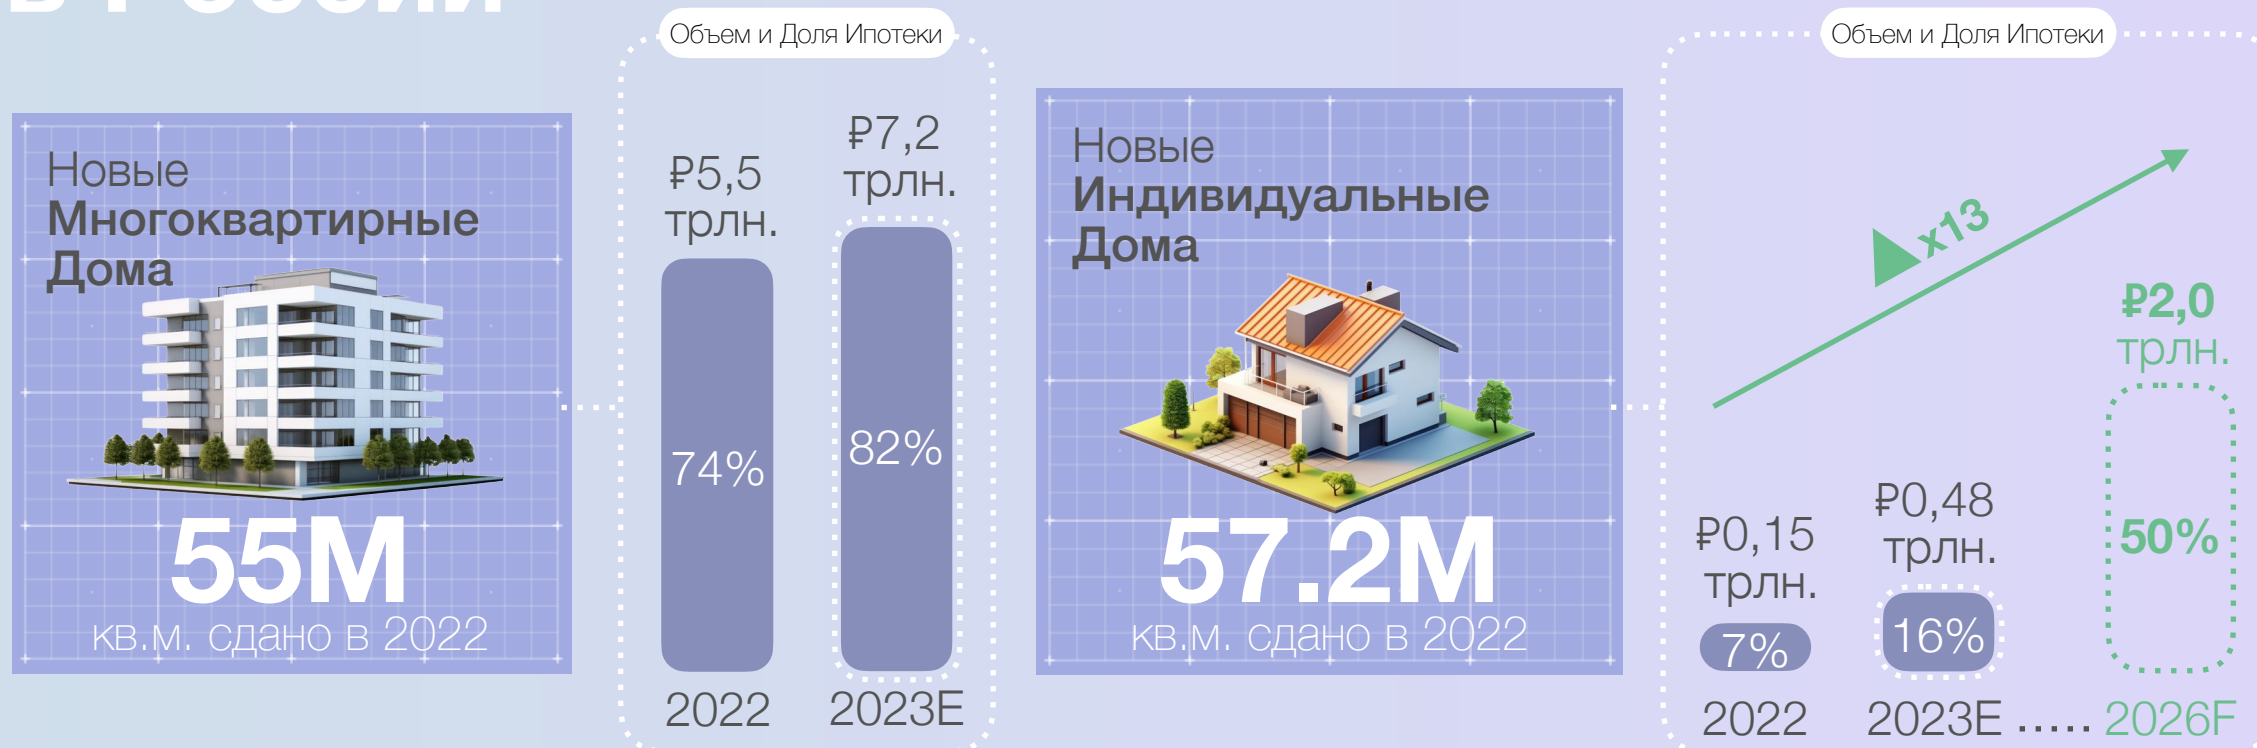 в России
Объем и Доля Ипотеки
Новые
Многоквартирные
Дома
55M
кв.м. сдано в 2022
₽5,5
трлн.
74%
2022
₽7,2
трлн.
82%
2023E
Новые
Индивидуальные
Дома
57.2M
кв.м. сдано в 2022
Объем и Доля Ипотеки
x13
₽0,15
трлн.
7%
2022
₽0,48
трлн.
16%
2023E
.....
₽2,0
трлн.
50%
2026F